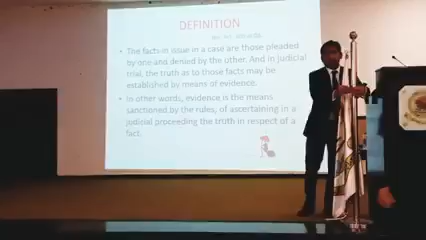 DEFINITION
• The facts in issue in a case are those pleaded
by one and denied by the other. And in judicial
trial, the truth as to those facts may be
established by means of evidence.
• In other words, evidence is the means
sanctioned by the rules, of ascertaining in a
judicial proceeding the truth in respect of a
fact.